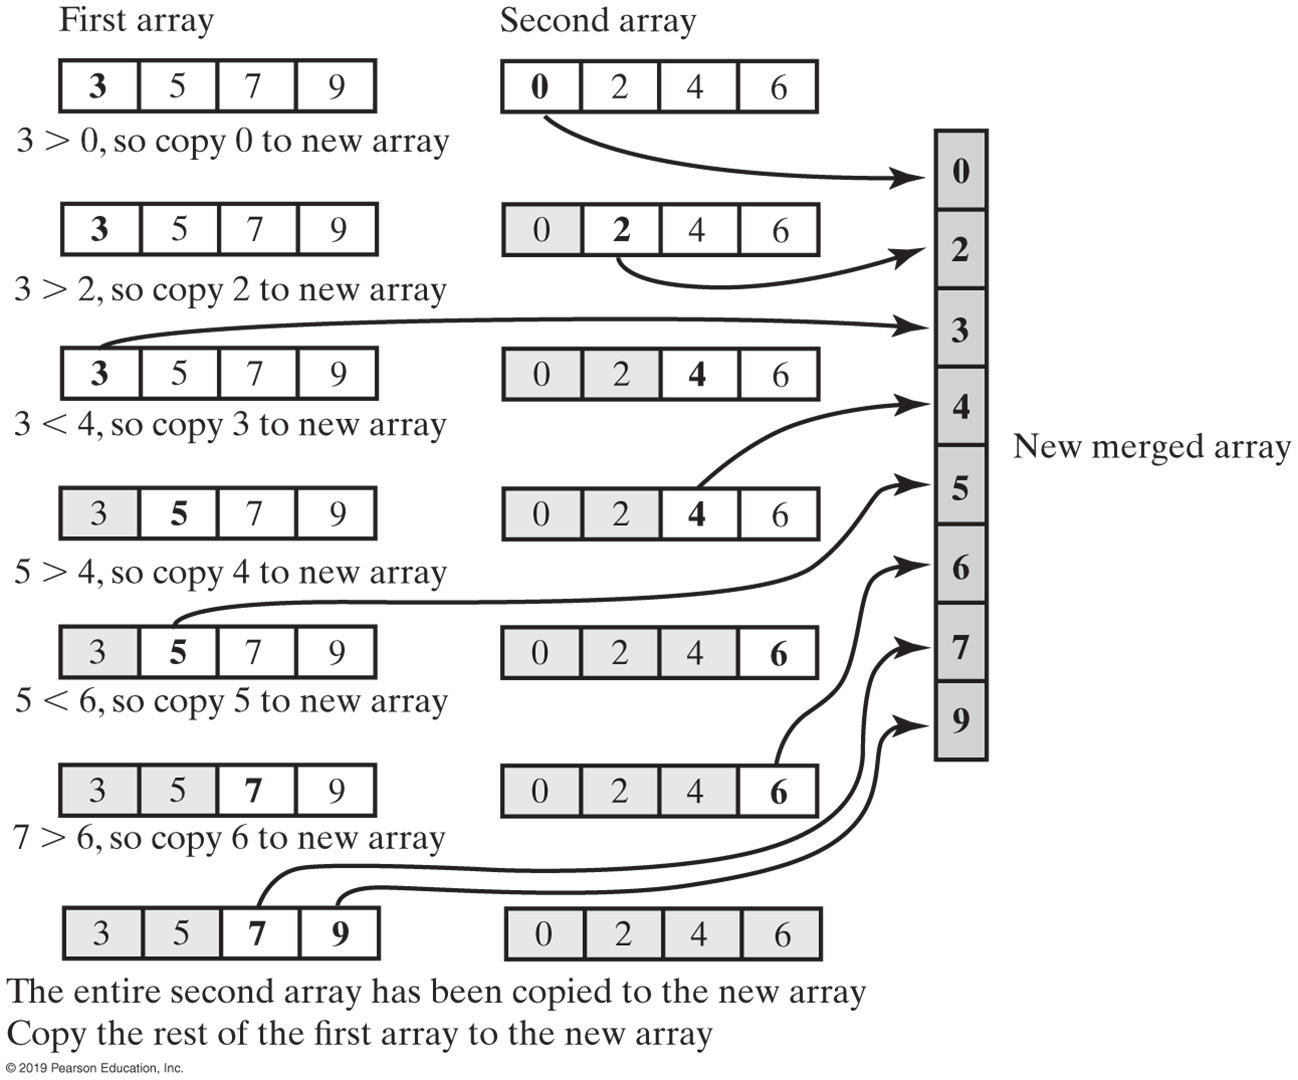 First array Second array
3 5 7 9 0 2 4 6
3 > 0, so copy 0 to new array
0
3 5 7 9 0 2 4 6
2
3 > 2, so copy 2 to new array
3
3 5 7 9 0 2 4 6
4
3 < 4, so copy 3 to new array
New merged array
5
3 5 7 9 0 2 4 6
6
5 > 4, so copy 4 to new array
7
3 5 7 9 0 2 4 6
5 < 6, so copy 5 to new array
9
3 5 7 9 0 2 4 6
7 > 6, so copy 6 to new array
3 5 7 9 0 2 4 6
The entire second array has been copied to the new array
Copy the rest of the first array to the new array
© 2019 Pearson Education, Inc.